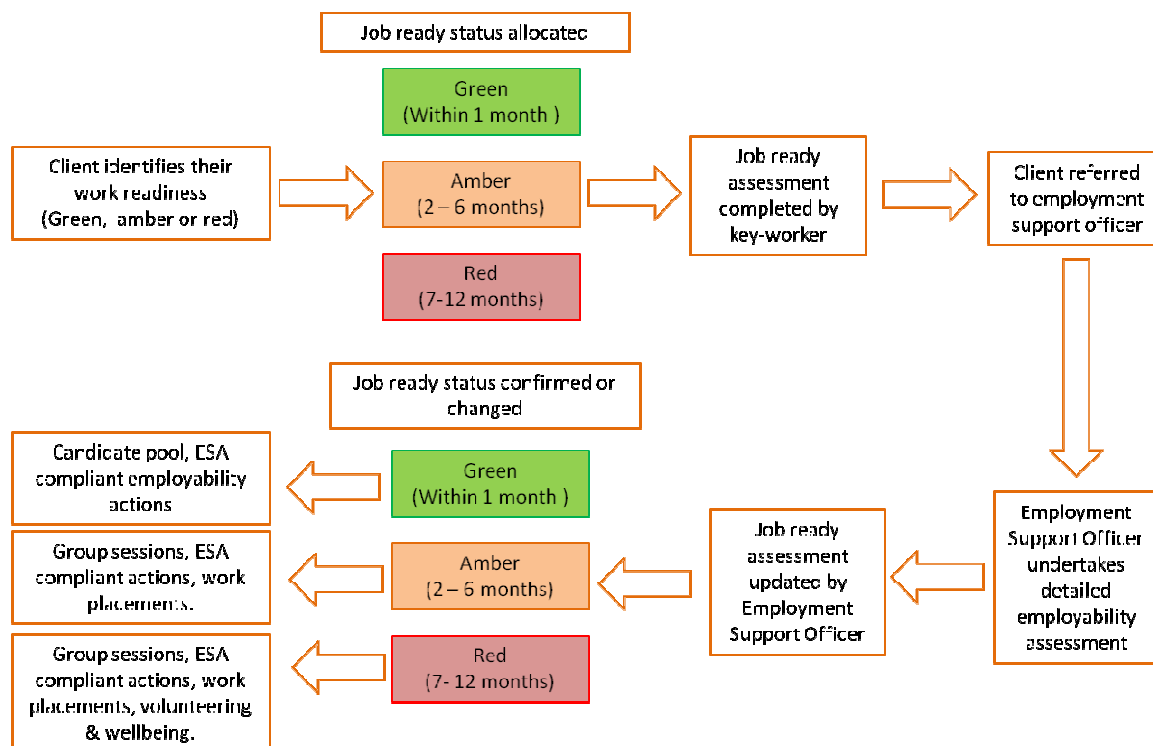 Job ready status allocated
Green
(Within 1 month )
Client identifies their
work readiness
(Green,  amber or red)
Amber
(2 – 6 months)
Red
(7-12 months)
Job ready
assessment
completed by
key-worker
Client referred
to employment
support officer
Job ready status confirmed or
changed
Candidate pool, ESA
compliant employability
actions
Green
(Within 1 month )
Group sessions, ESA
compliant actions, work
placements.
Amber
(2 – 6 months)
Group sessions, ESA
compliant actions, work
placements, volunteering
& wellbeing.
Red
(7- 12 months)
Job ready
assessment
updated by
Employment
Support Officer
Employment
Support Officer
undertakes
detailed
employability
assessment